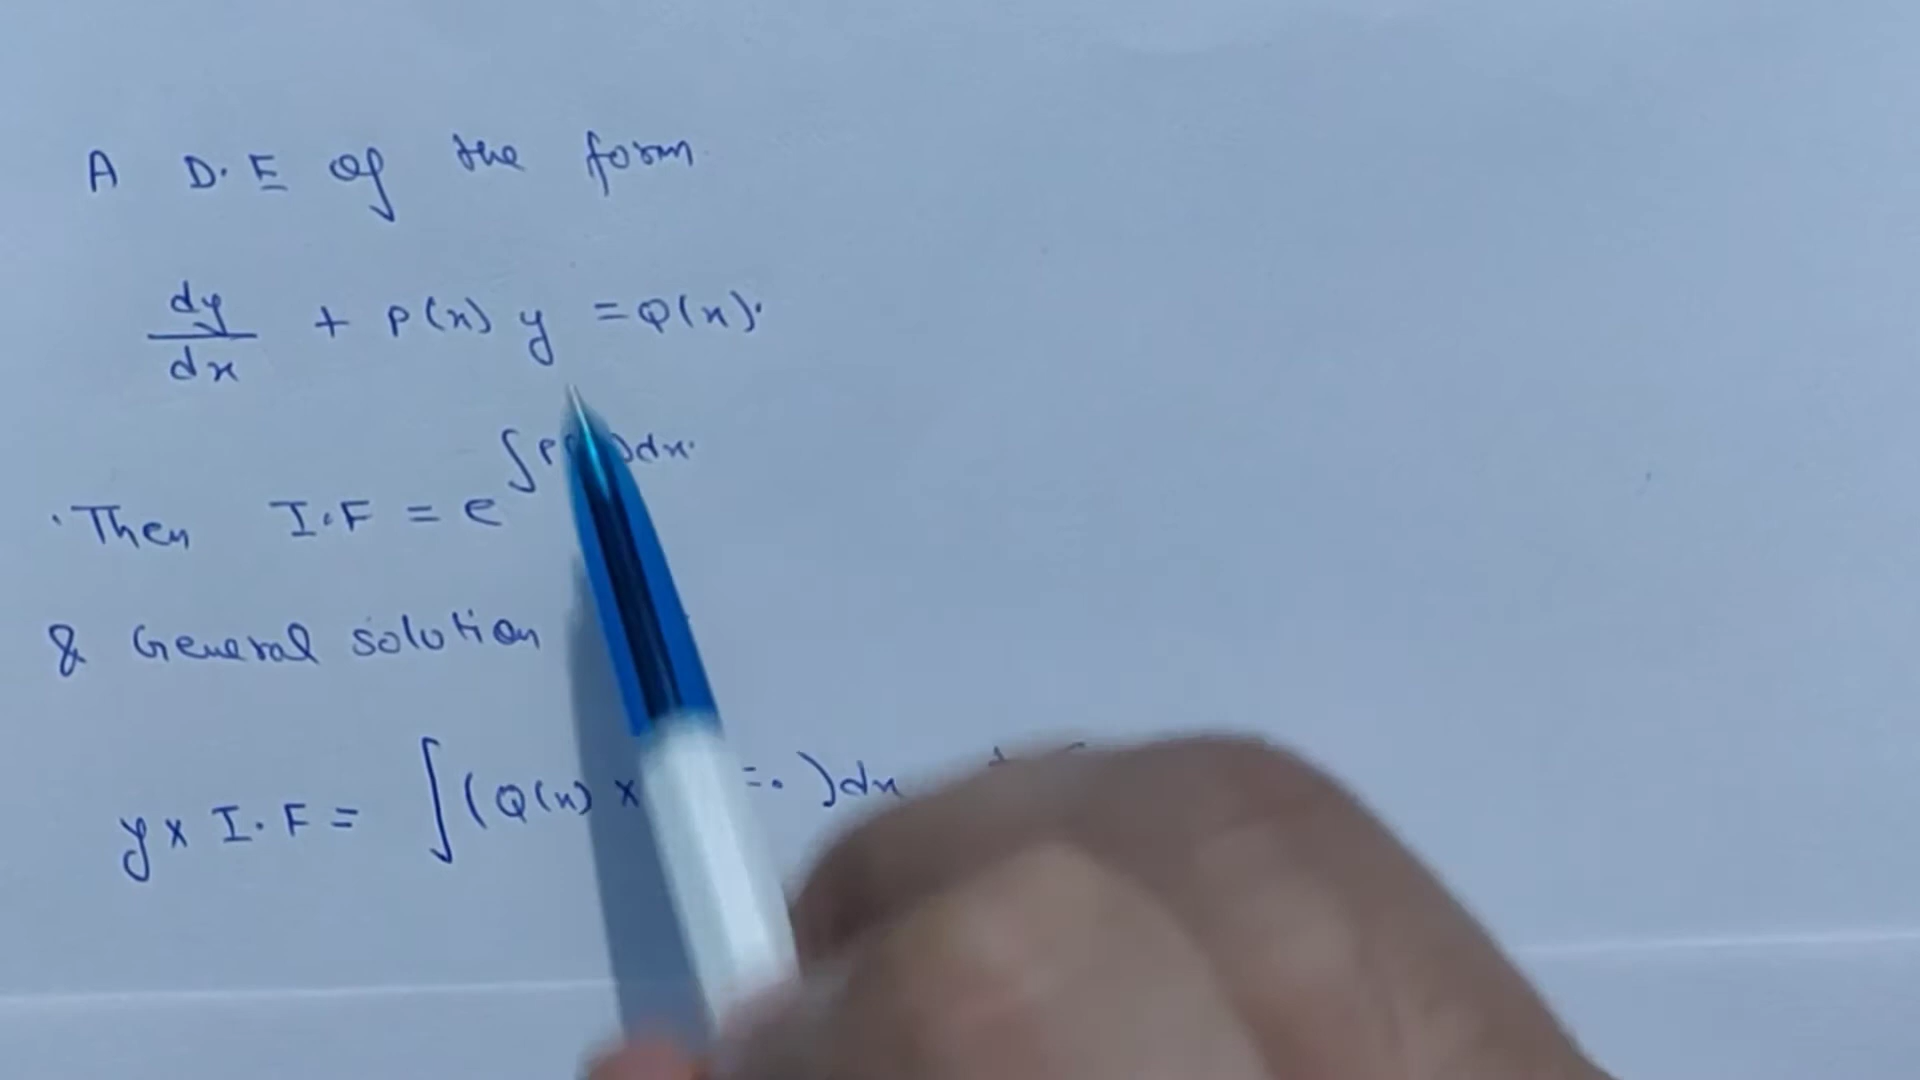 A D.E of the form
dy/dx + P(x) y = Q(x).
∫P( )dx.
Then I.F = e
& General solution
y x I.F = ∫(Q(x) x . )dx